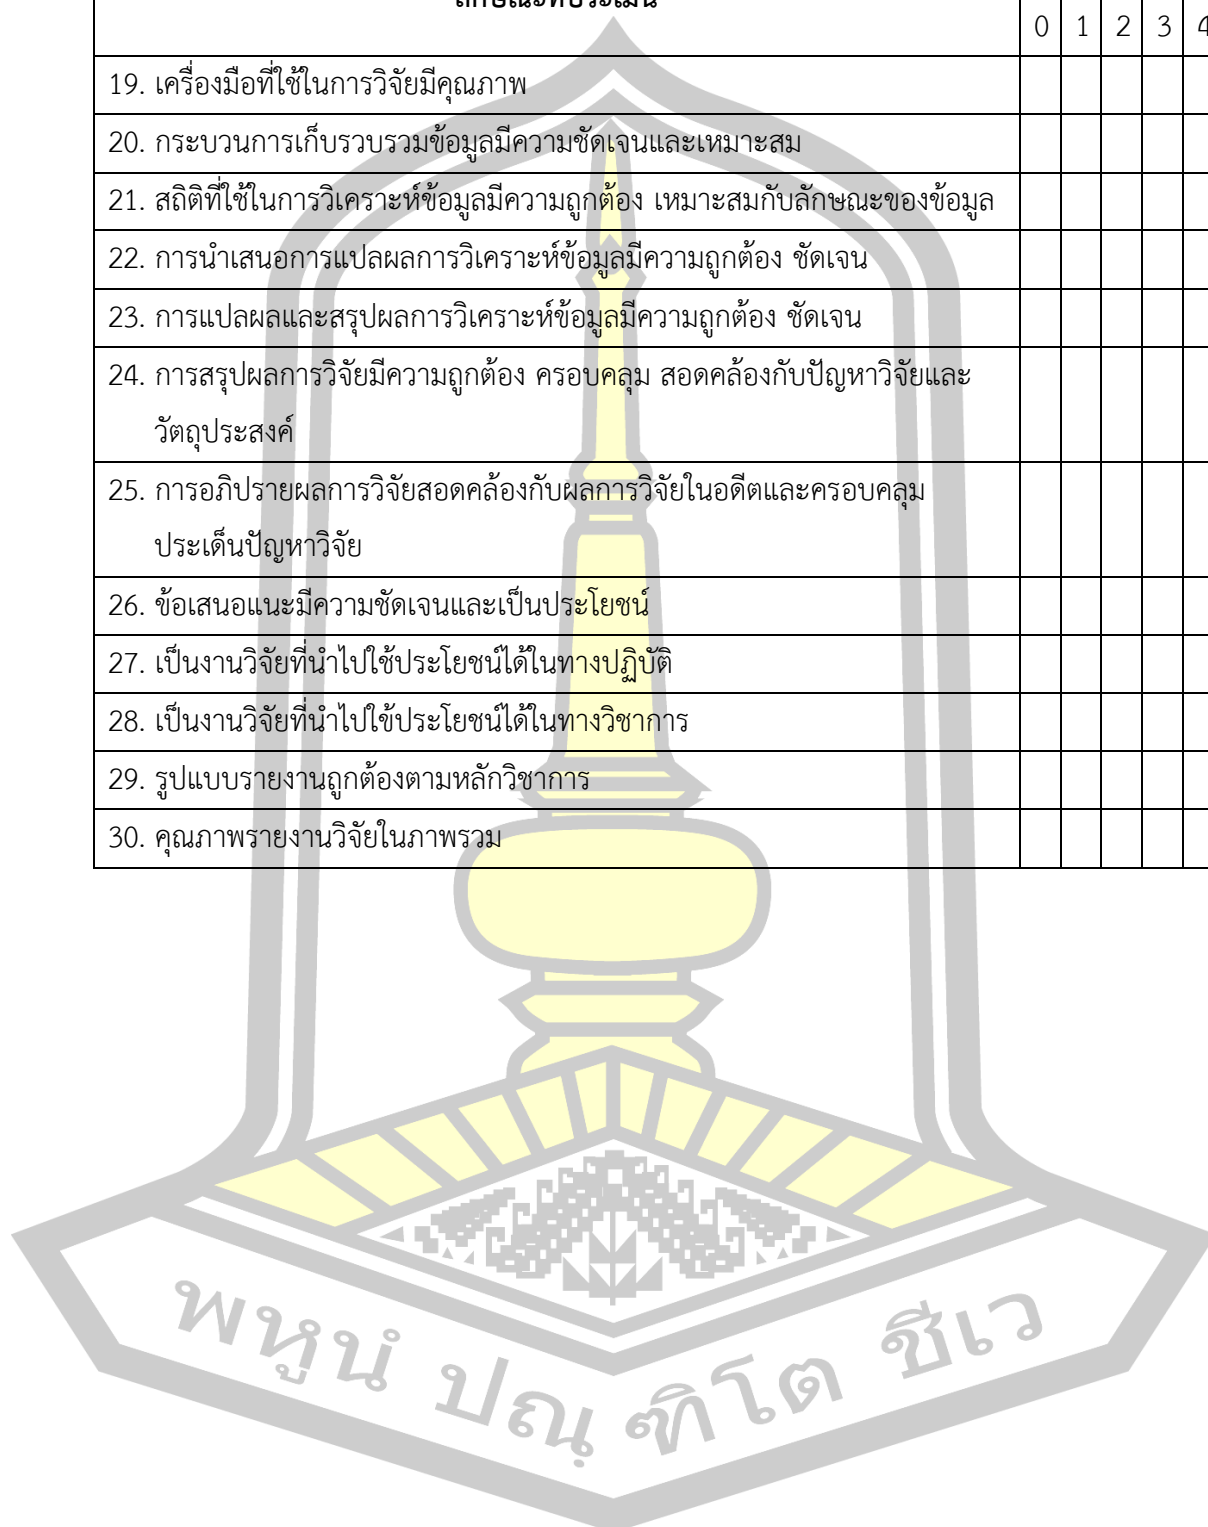 ลักษณะที่ประเมิน
0 1 2 3 4
19. เครื่องมือที่ใช้ในการวิจัยมีคุณภาพ
20. กระบวนการเก็บรวบรวมข้อมูลมีความชัดเจนและเหมาะสม
21. สถิติที่ใช้ในการวิเคราะห์ข้อมูลมีความถูกต้อง เหมาะสมกับลักษณะของข้อมูล
22. การนำเสนอการแปลผลการวิเคราะห์ข้อมูลมีความถูกต้อง ชัดเจน
23. การแปลผลและสรุปผลการวิเคราะห์ข้อมูลมีความถูกต้อง ชัดเจน
24. การสรุปผลการวิจัยมีความถูกต้อง ครอบคลุม สอดคล้องกับปัญหาวิจัยและ
วัตถุประสงค์
25. การอภิปรายผลการวิจัยสอดคล้องกับผลการวิจัยในอดีตและครอบคลุม
ประเด็นปัญหาวิจัย
26. ข้อเสนอแนะมีความชัดเจนและเป็นประโยชน์
27. เป็นงานวิจัยที่นำไปใช้ประโยชน์ได้ในทางปฏิบัติ
28. เป็นงานวิจัยที่นำไปใข้ประโยชน์ได้ในทางวิชาการ
29. รูปแบบรายงานถูกต้องตามหลักวิชาการ
30. คุณภาพรายงานวิจัยในภาพรวม
พหูนํ ปณฺฑิโต ชีเว